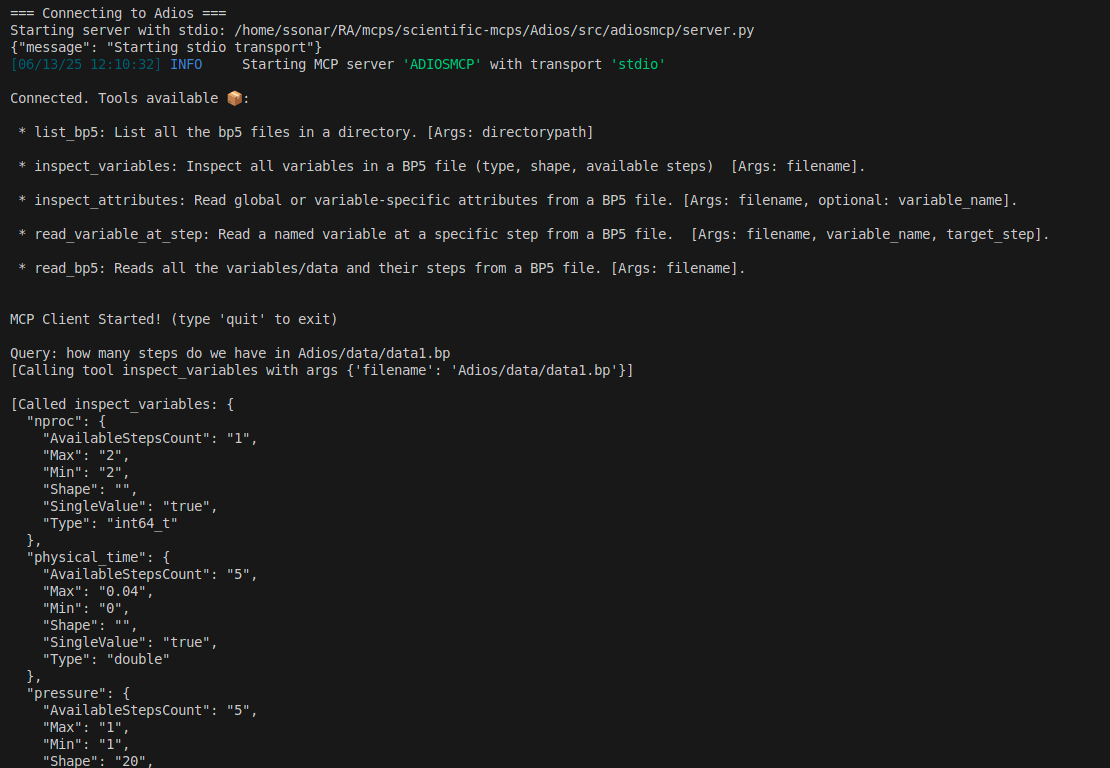 === Connecting to Adios ===
Starting server with stdio: /home/ssonar/RA/mcps/scientific-mcps/Adios/src/adiosmcp/server.py
{"message": "Starting stdio transport"}
[06/13/25 12:10:32] INFO     Starting MCP server 'ADIOSMCP' with transport 'stdio'
Connected. Tools available 📦:
 * list_bp5: List all the bp5 files in a directory. [Args: directorypath]
 * inspect_variables: Inspect all variables in a BP5 file (type, shape, available steps)  [Args: filename].
 * inspect_attributes: Read global or variable-specific attributes from a BP5 file. [Args: filename, optional: variable_name].
 * read_variable_at_step: Read a named variable at a specific step from a BP5 file.  [Args: filename, variable_name, target_step].
 * read_bp5: Reads all the variables/data and their steps from a BP5 file. [Args: filename].
MCP Client Started! (type 'quit' to exit)
Query: how many steps do we have in Adios/data/data1.bp
[Calling tool inspect_variables with args {'filename': 'Adios/data/data1.bp'}]
[Called inspect_variables: {
  "nproc": {
    "AvailableStepsCount": "1",
    "Max": "2",
    "Min": "2",
    "Shape": "",
    "SingleValue": "true",
    "Type": "int64_t"
  },
  "physical_time": {
    "AvailableStepsCount": "5",
    "Max": "0.04",
    "Min": "0",
    "Shape": "",
    "SingleValue": "true",
    "Type": "double"
  },
  "pressure": {
    "AvailableStepsCount": "5",
    "Max": "1",
    "Min": "1",
    "Shape": "20",